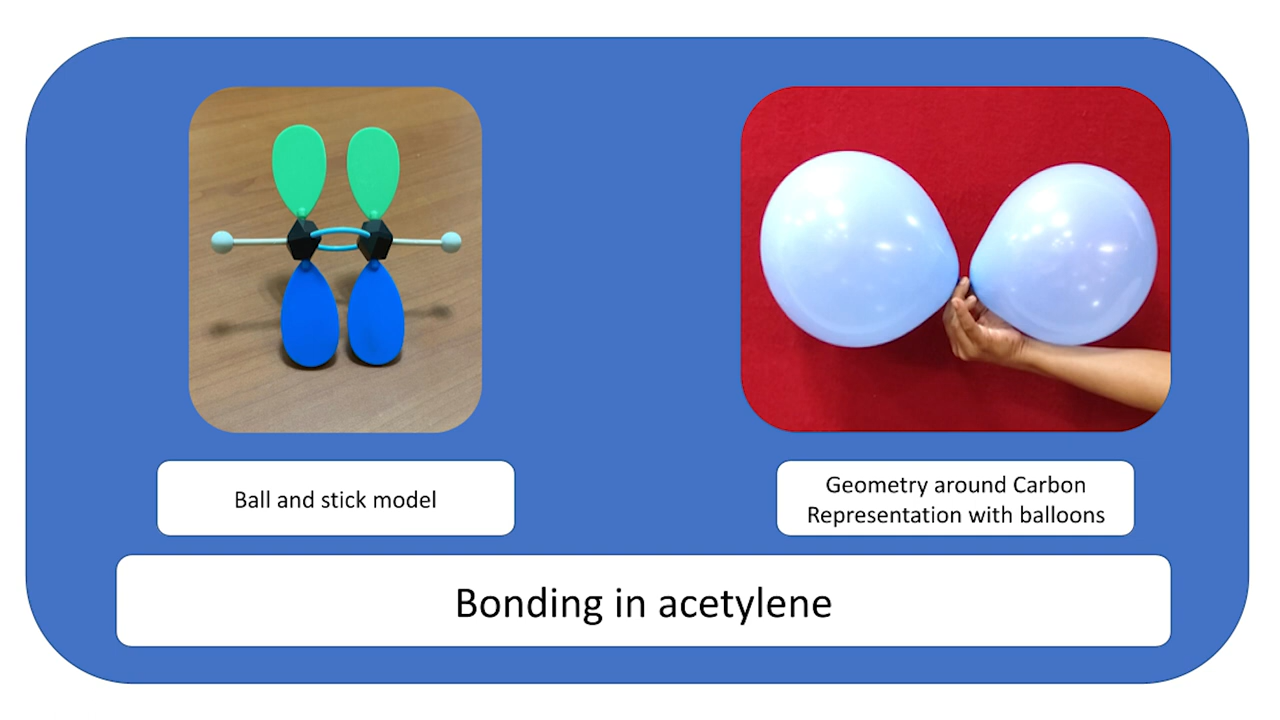 Ball and stick model
Geometry around Carbon
Representation with balloons
Bonding in acetylene